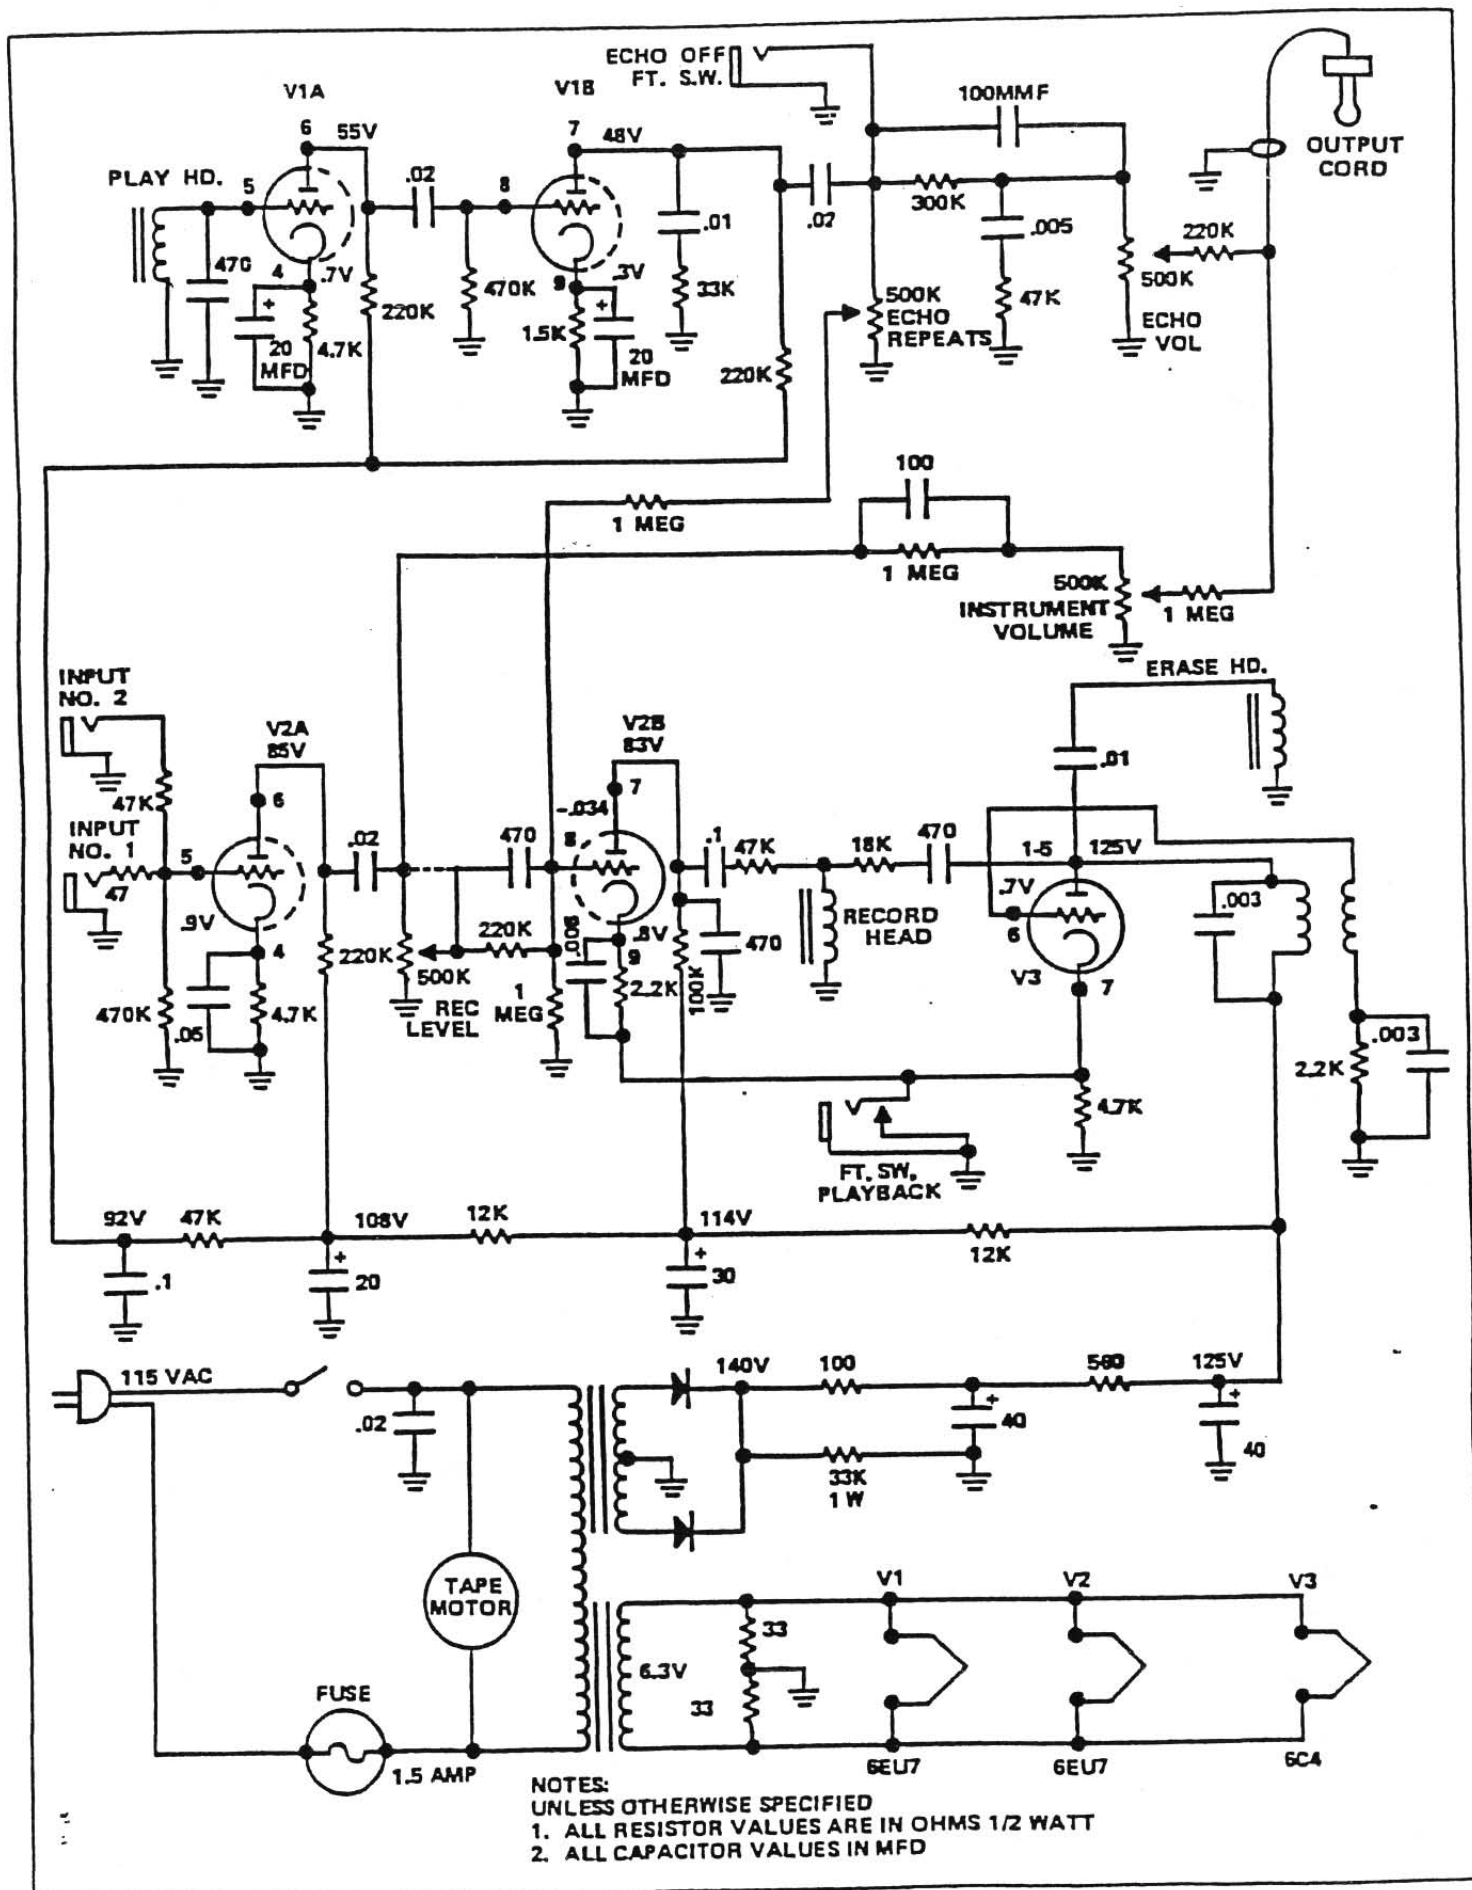 ECHO OFF
FT. S.W.
V1A
V1B
100MMF
OUTPUT
CORD
6
55V
7
48V
PLAY HD.
5
.02
8
.01
.02
300K
.005
220K
470
4
.7V
+
20
MFD
4.7K
220K
470K
9
.3V
+
1.5K
20
MFD
33K
220K
500K
ECHO
REPEATS
47K
500K
ECHO
VOL
1 MEG
100
1 MEG
500K
INSTRUMENT
VOLUME
1 MEG
ERASE HD.
INPUT
NO. 2
47K
INPUT
NO. 1
47
V2A
85V
6
5
.9V
4
470K
.05
4.7K
.02
220K
500K
REC
LEVEL
470
220K
1
MEG
V2B
83V
7
-.034
8
.005
.8V
9
2.2K
100K
470
.1
47K
18K
470
RECORD
HEAD
.01
1-5
125V
.7V
6
V3
7
.003
.003
2.2K
4.7K
FT. SW.
PLAYBACK
92V
47K
108V
12K
114V
12K
.1
+
20
+
30
115 VAC
.02
140V
100
560
125V
+
40
+
40
33K
1 W
TAPE
MOTOR
FUSE
1.5 AMP
6.3V
33
33
V1
V2
V3
6EU7
6EU7
6C4
NOTES:
UNLESS OTHERWISE SPECIFIED
1. ALL RESISTOR VALUES ARE IN OHMS 1/2 WATT
2. ALL CAPACITOR VALUES IN MFD